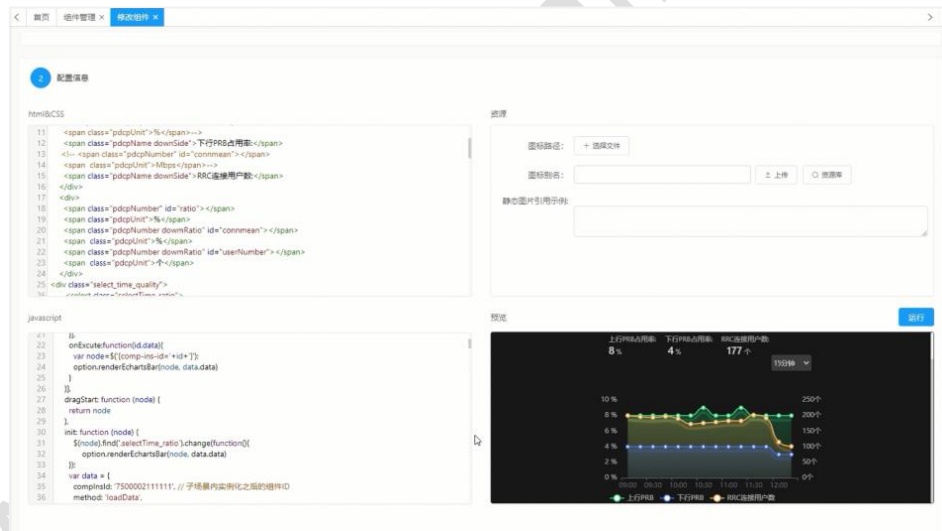 首页 组件管理 × 修改组件 ×
2 配置信息
html&CSS
11 <span class="pdcpUnit">%</span>-->
12 <span class="pdcpName downSide">下行PRB占用率:</span>
13 <!-- <span class="pdcpNumber" id="connmean"></span>
14 <span class="pdcpUnit">Mbps</span>-->
15 <span class="pdcpName downSide">RRC连接用户数:</span>
16 </div>
17 <div>
18 <span class="pdcpNumber" id="ratio"></span>
19 <span class="pdcpUnit">%</span>
20 <span class="pdcpNumber dowmRatio" id="connmean"></span>
21 <span class="pdcpUnit">%</span>
22 <span class="pdcpNumber dowmRatio" id="userNumber"></span>
23 <span class="pdcpUnit">个</span>
24 </div>
25 <div class="select_time_quality">
26 <select class="selectTime_ratio">
资源
图标路径: + 选择文件
图标别名: 上传 资源库
静态图片引用示例:
javascript
21 }},
22 onExcute:function(id,data){
23 var node=$('[comp-ins-id='+id+']');
24 option.renderEchartsBar(node, data.data)
25 }
26 }],
27 dragStart: function (node) {
28 return node
29 },
30 init: function (node) {
31 $(node).find('.selectTime_ratio').change(function(){
32 option.renderEchartsBar(node, data.data)
33 });
34 var data = {
35 compInsId: '7500002111111', // 子场景内实例化之后的组件ID
36 method: 'loadData',
预览 运行
上行PRB占用率: 下行PRB占用率: RRC连接用户数:
8 % 4 % 177 个
15分钟
10 % 250个
8 % 200个
6 % 150个
4 % 100个
2 % 50个
0 % 0个
09:00 09:30 10:00 10:30 11:00 11:30 12:00
上行PRB 下行PRB RRC连接用户数